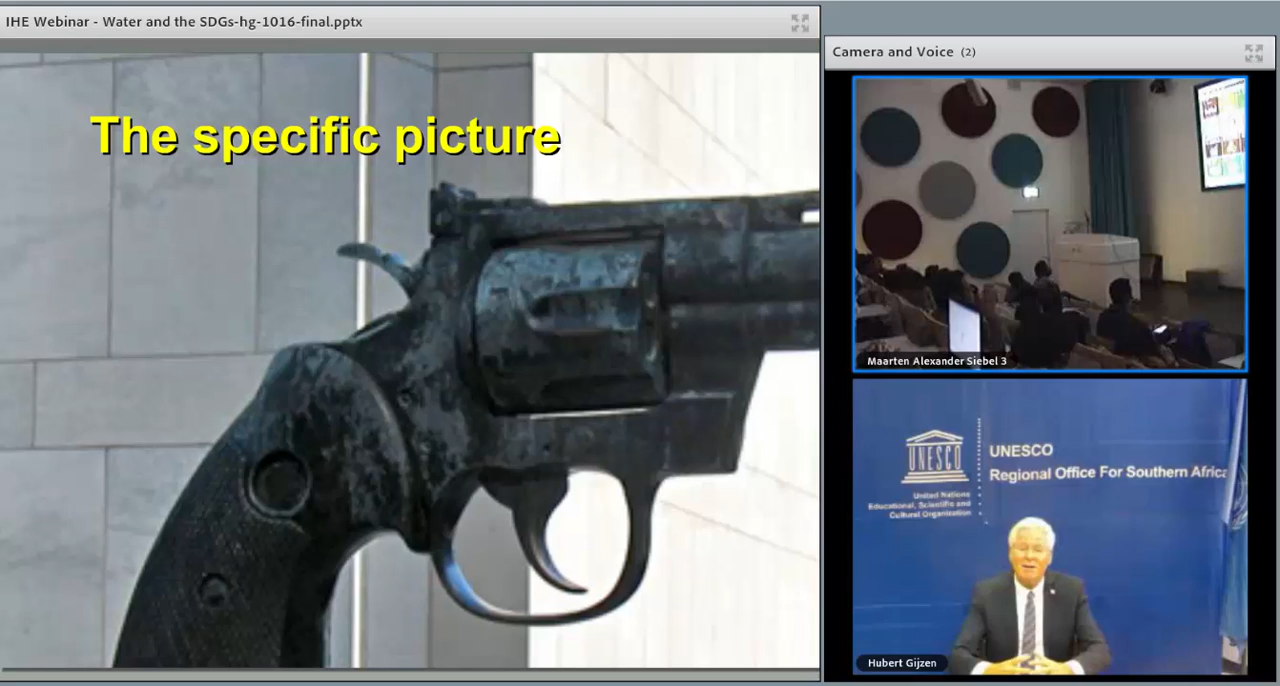 IHE Webinar - Water and the SDGs-hg-1016-final.pptx
The specific picture
Camera and Voice (2)
Maarten Alexander Siebel 3
UNESCO
United Nations
Educational, Scientific and
Cultural Organization
UNESCO
Regional Office For Southern Africa
Hubert Gijzen